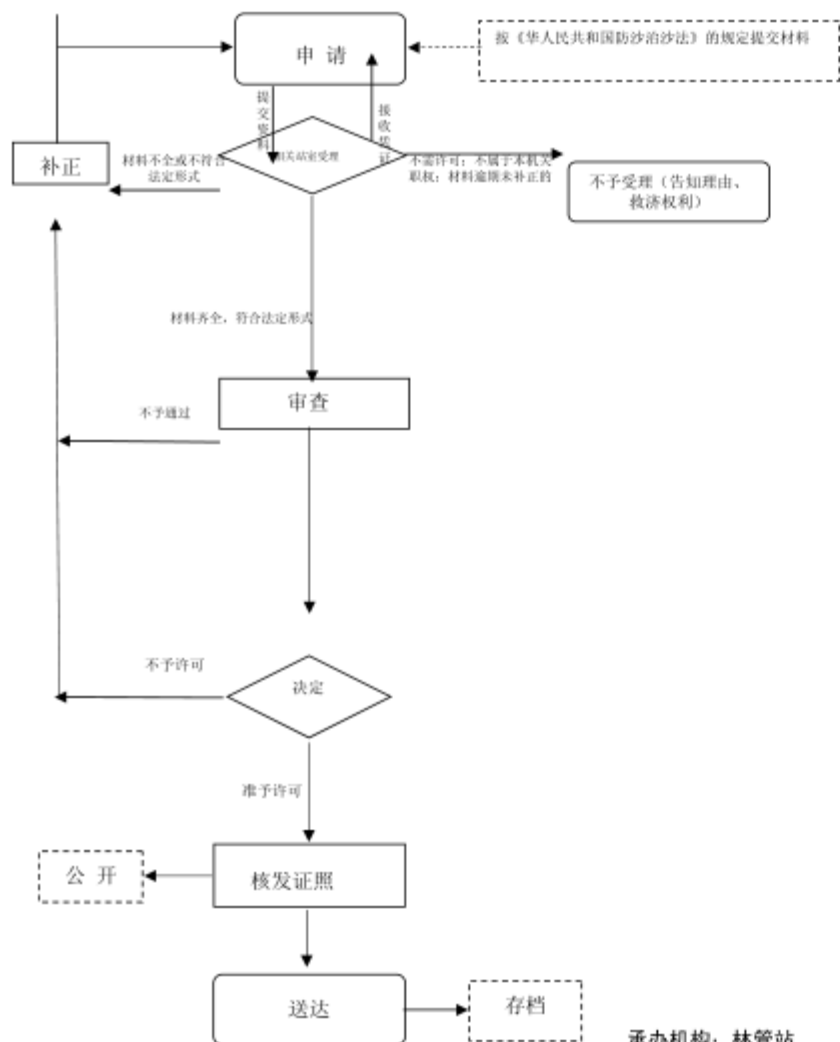 申 请
按《华人民共和国防沙治沙法》的规定提交材料
提交资料
接收凭证
相关站室受理
补正
材料不全或不符合
法定形式
不需许可；不属于本机关
职权；材料逾期未补正的
不予受理（告知理由、
救济权利）
材料齐全，符合法定形式
审查
不予通过
不予许可
决定
准予许可
公 开
核发证照
送达
存档
承办机构：林管站